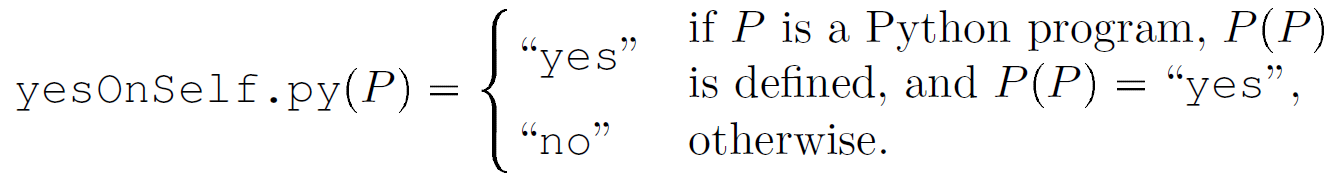 yesOnSelf.py(P) = { “yes” if P is a Python program, P(P)
is defined, and P(P) = “yes”,
“no” otherwise.